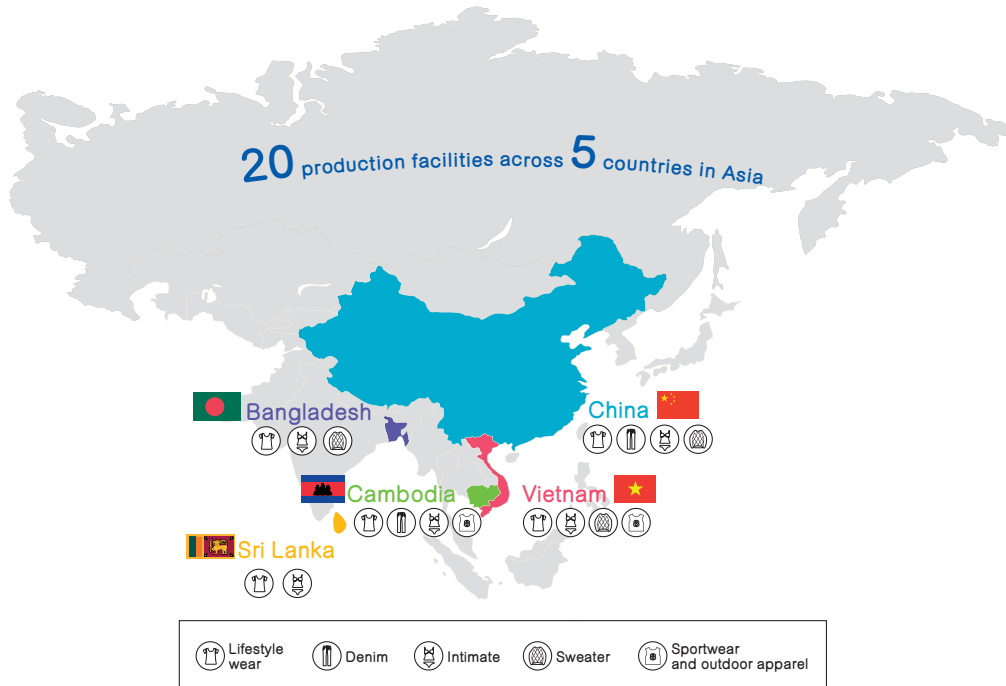 20 production facilities across 5 countries in Asia
Bangladesh
China
Cambodia
Vietnam
Sri Lanka
Lifestyle
wear
Denim
Intimate
Sweater
Sportwear
and outdoor apparel